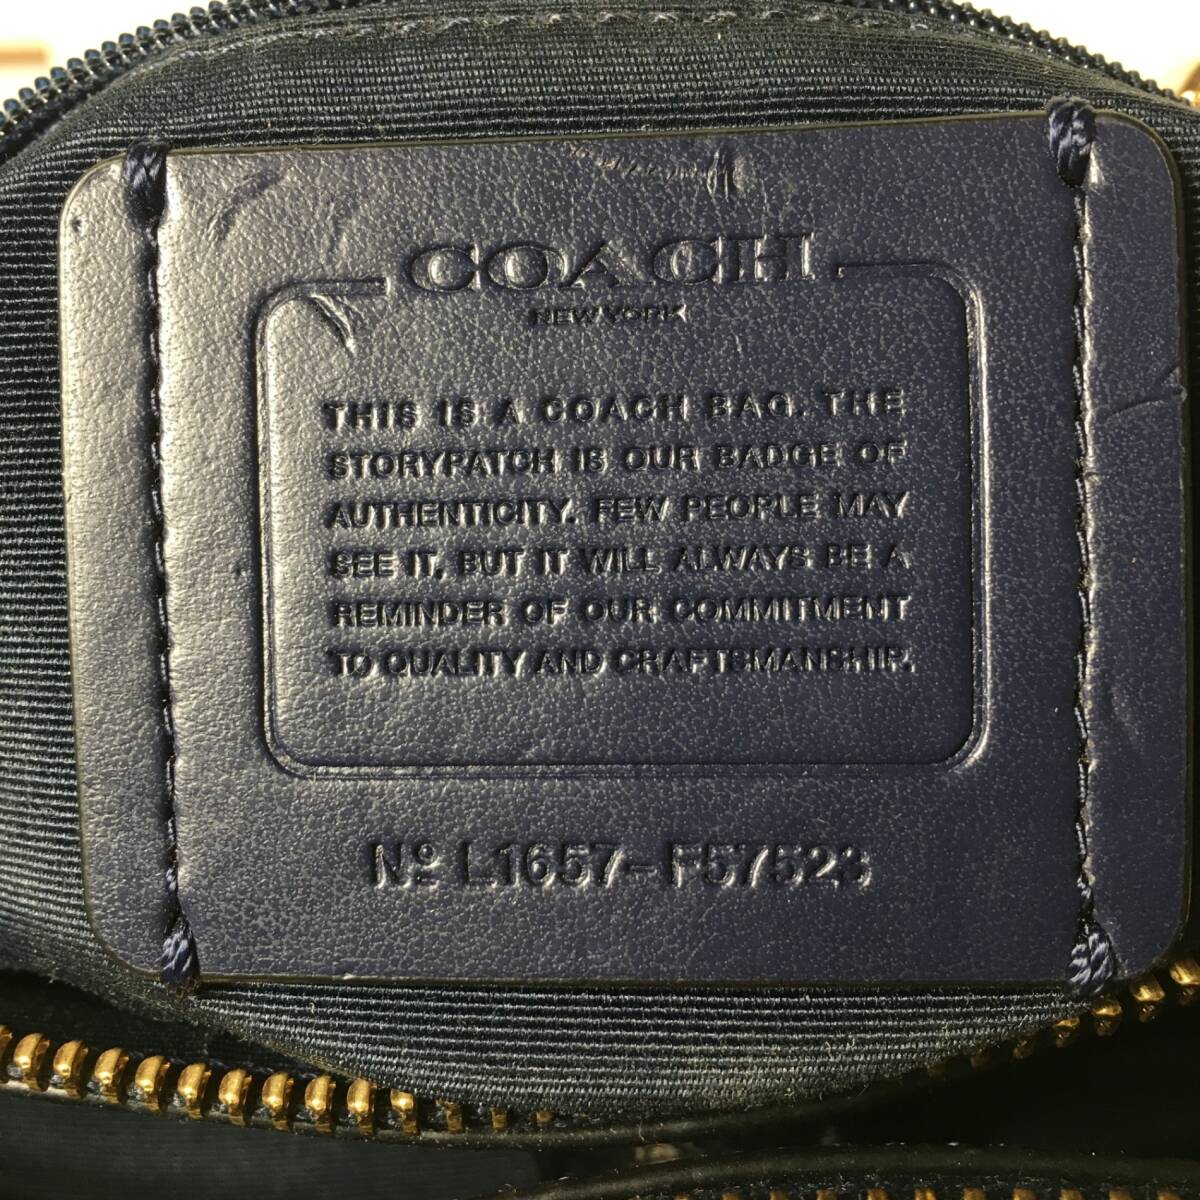 COACH
NEW YORK
THIS IS A COACH BAG. THE
STORYPATCH IS OUR BADGE OF
AUTHENTICITY. FEW PEOPLE MAY
SEE IT, BUT IT WILL ALWAYS BE A
REMINDER OF OUR COMMITMENT
TO QUALITY AND CRAFTSMANSHIP.
Nº L1657-F57523